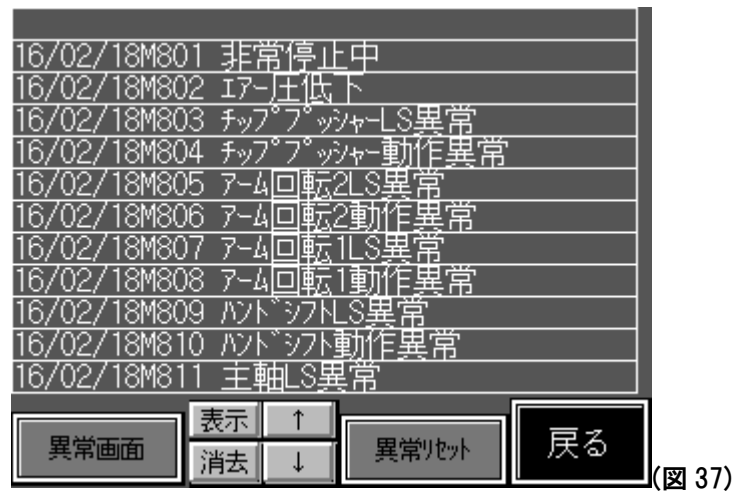 16/02/18M801 非常停止中
16/02/18M802 ｴｱｰ圧低下
16/02/18M803 ﾁｯﾌﾟﾌﾟｯｼｬｰLS異常
16/02/18M804 ﾁｯﾌﾟﾌﾟｯｼｬｰ動作異常
16/02/18M805 ｱｰﾑ回転2LS異常
16/02/18M806 ｱｰﾑ回転2動作異常
16/02/18M807 ｱｰﾑ回転1LS異常
16/02/18M808 ｱｰﾑ回転1動作異常
16/02/18M809 ﾊﾝﾄﾞｼﾌﾄLS異常
16/02/18M810 ﾊﾝﾄﾞｼﾌﾄ動作異常
16/02/18M811 主軸LS異常
異常画面 表示 ↑ 異常ﾘｾｯﾄ 戻る
消去 ↓
(図 37)